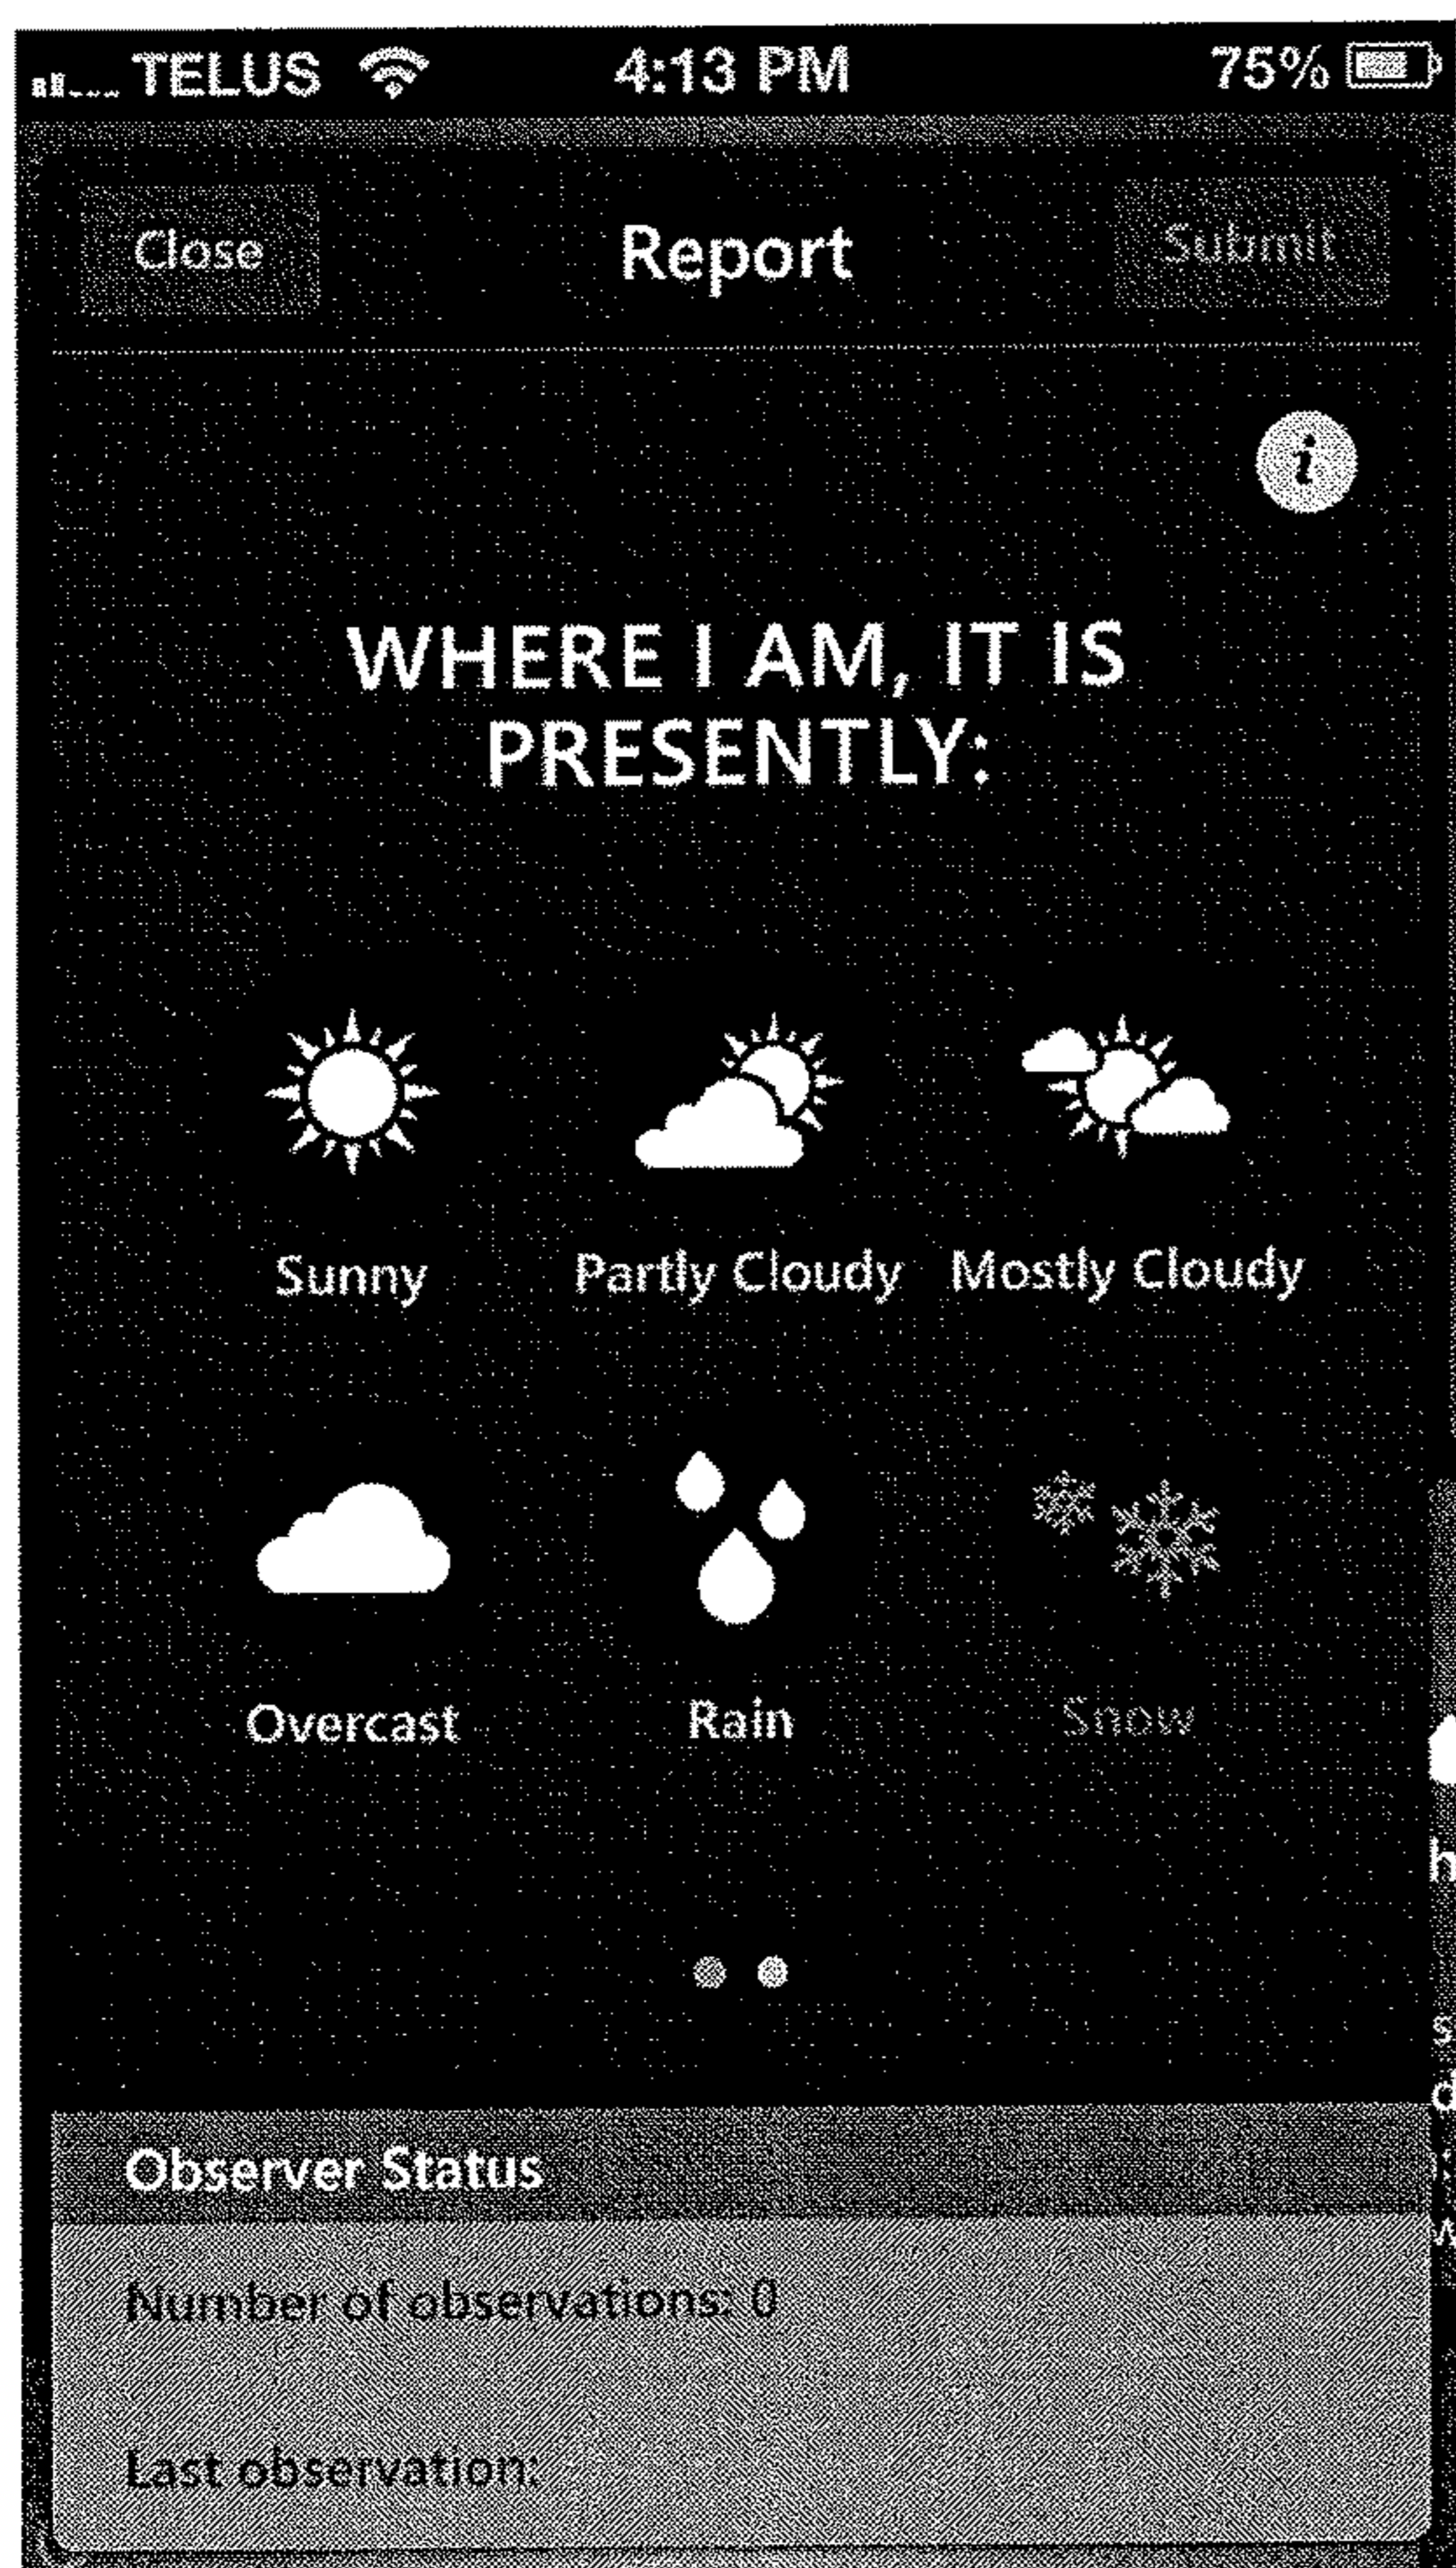 TELUS 4:13 PM 75%
Close Report Submit
i
WHERE I AM, IT IS
PRESENTLY:
Sunny Partly Cloudy Mostly Cloudy
Overcast Rain Snow
Observer Status
Number of observations: 0
Last observation: